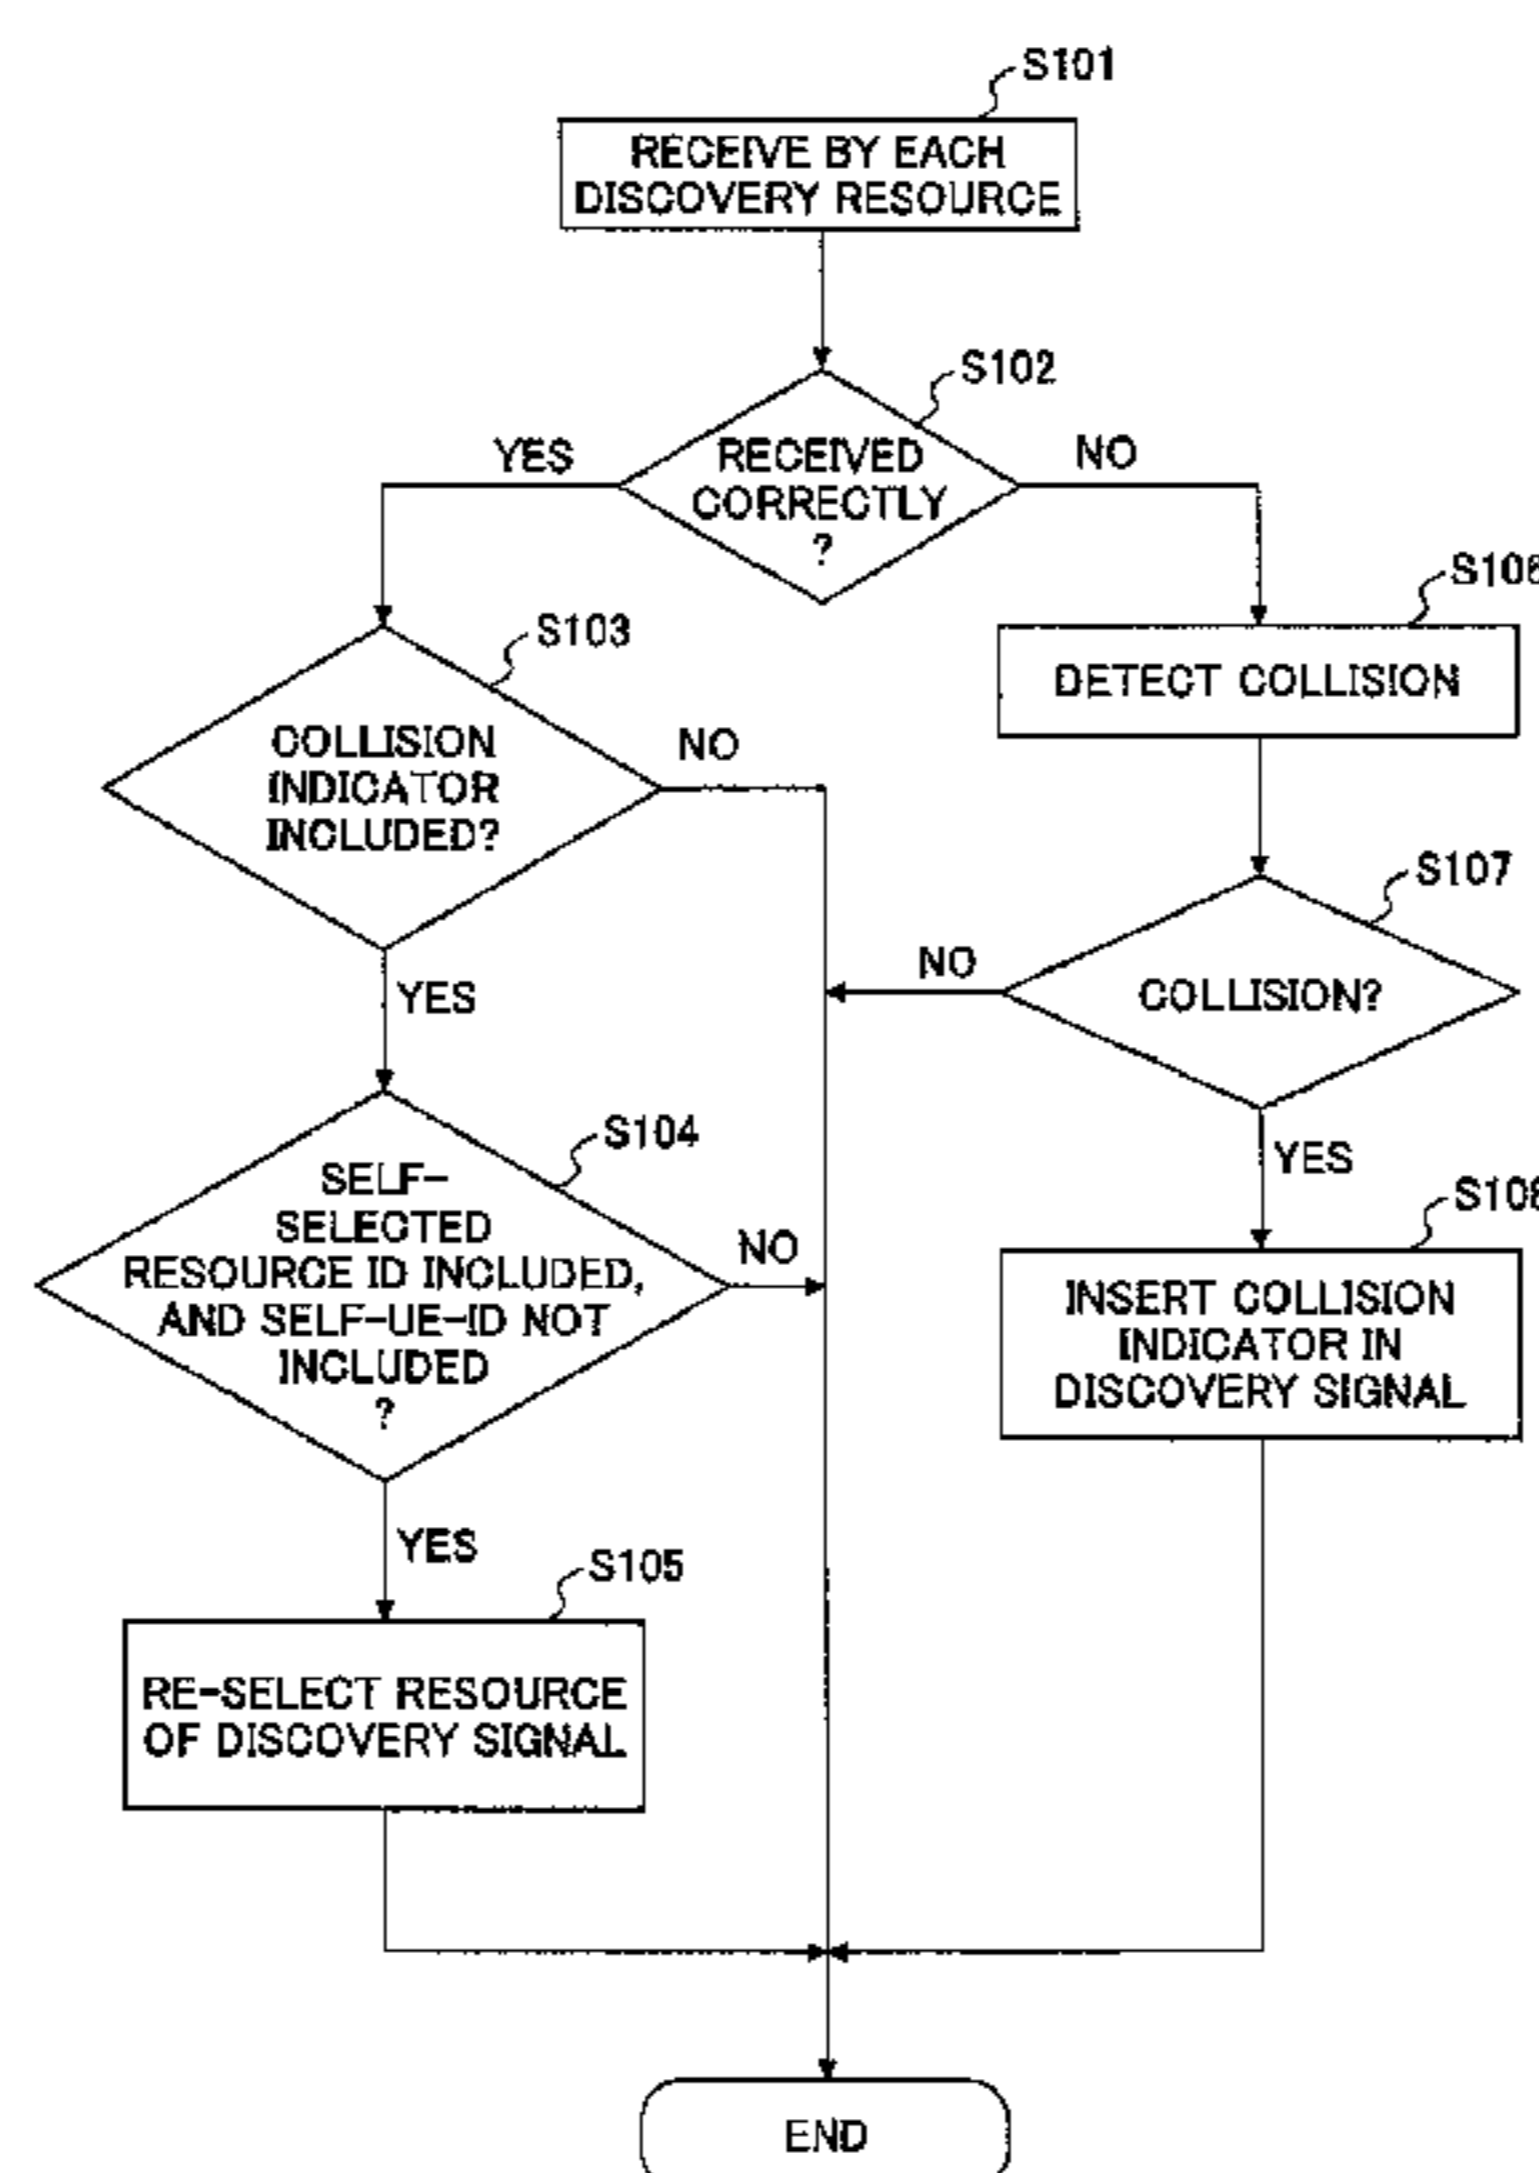 S101
RECEIVE BY EACH
DISCOVERY RESOURCE
S102
YES
RECEIVED
CORRECTLY
?
NO
S103
S106
COLLISION
INDICATOR
INCLUDED?
NO
DETECT COLLISION
S107
YES
NO
COLLISION?
S104
SELF-
SELECTED
RESOURCE ID INCLUDED,
AND SELF-UE-ID NOT
INCLUDED
?
NO
YES
S108
INSERT COLLISION
INDICATOR IN
DISCOVERY SIGNAL
YES
S105
RE-SELECT RESOURCE
OF DISCOVERY SIGNAL
END